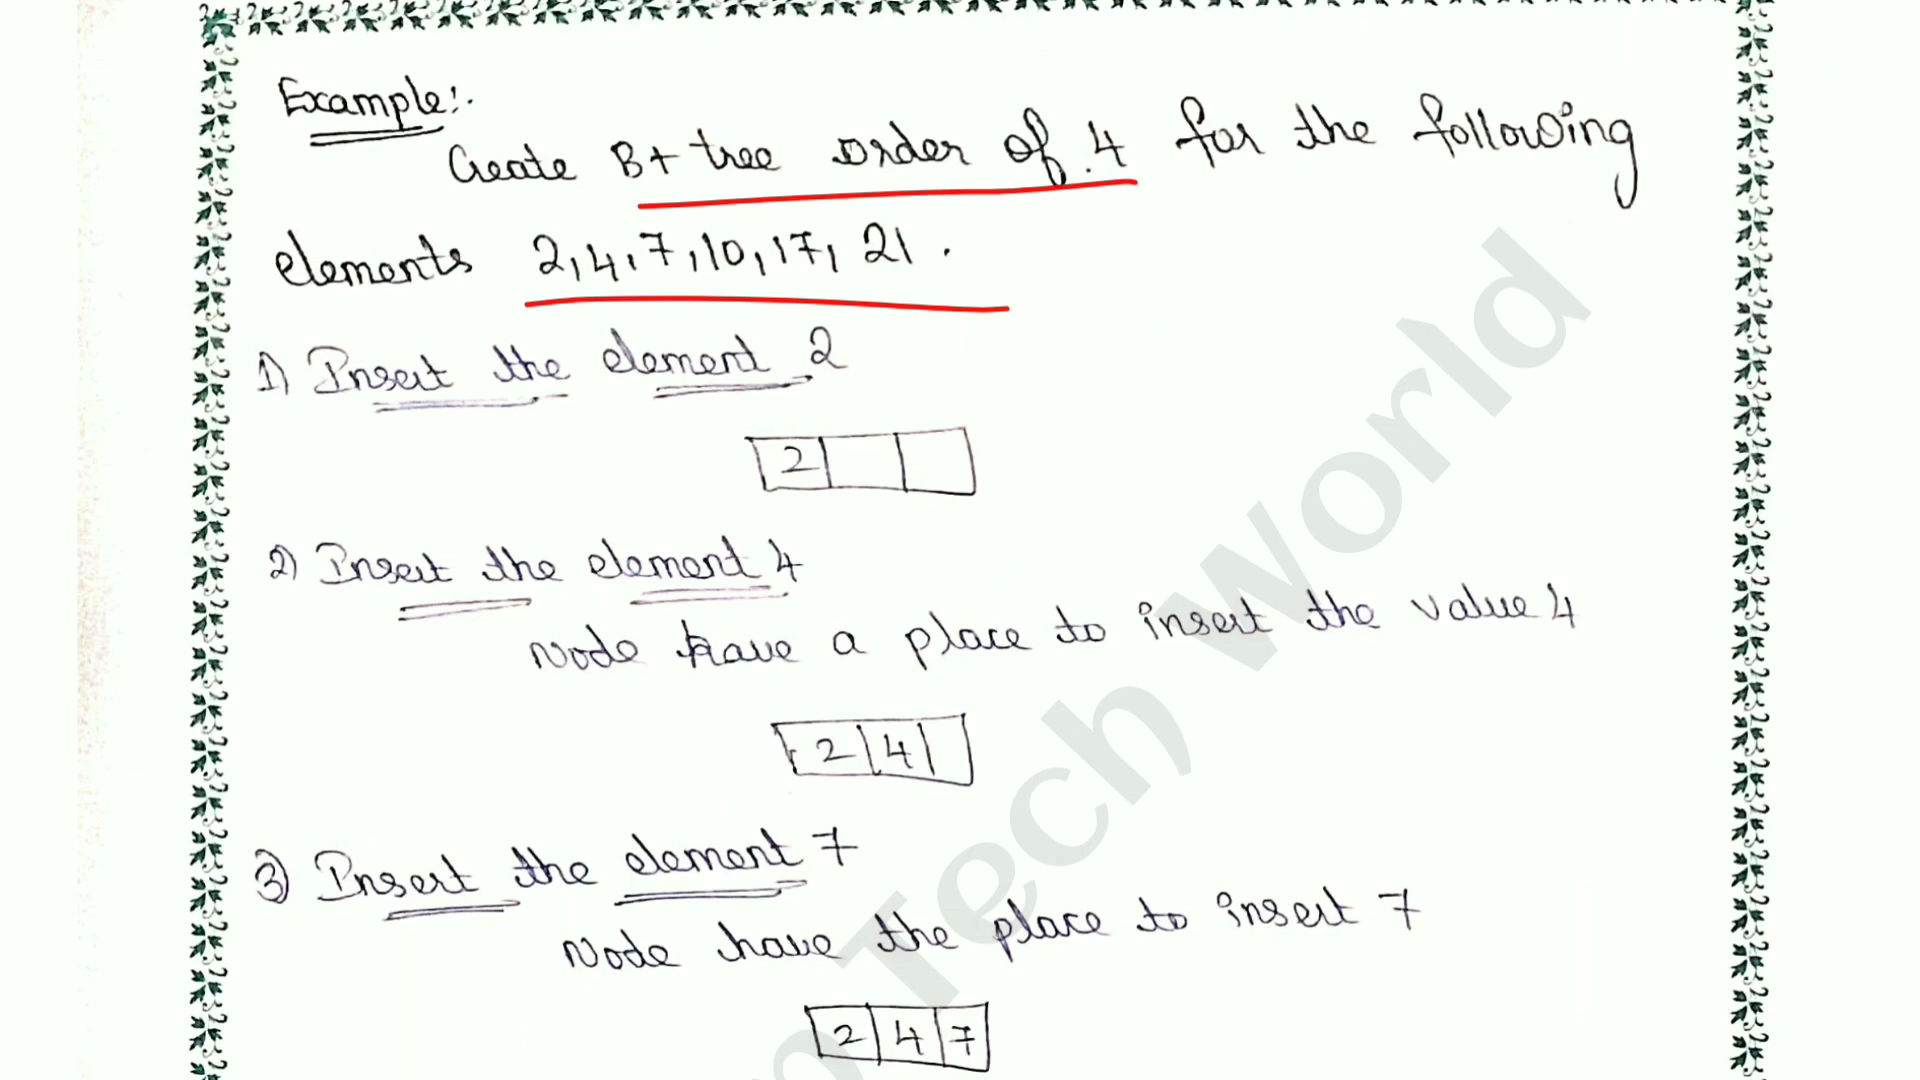 Example:-
Create B+ tree order of 4 for the following
elements 2,4,7,10,17,21.
1) Insert the element 2
2
2) Insert the element 4
Node have a place to insert the value 4
2 4
3) Insert the element 7
Node have the place to insert 7
2 4 7
Tech World